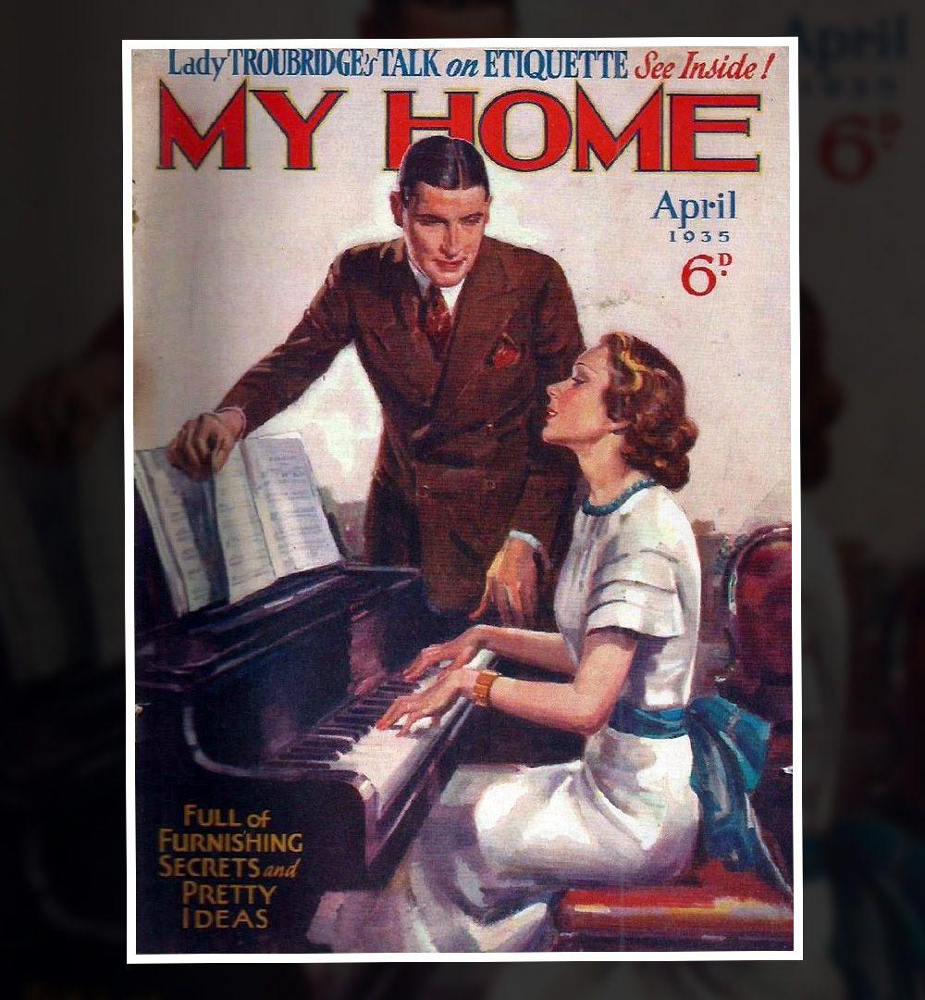 Lady TROUBRIDGE's TALK on ETIQUETTE See Inside!
MY HOME
April
1935
6D.
FULL of
FURNISHING
SECRETS and
PRETTY
IDEAS